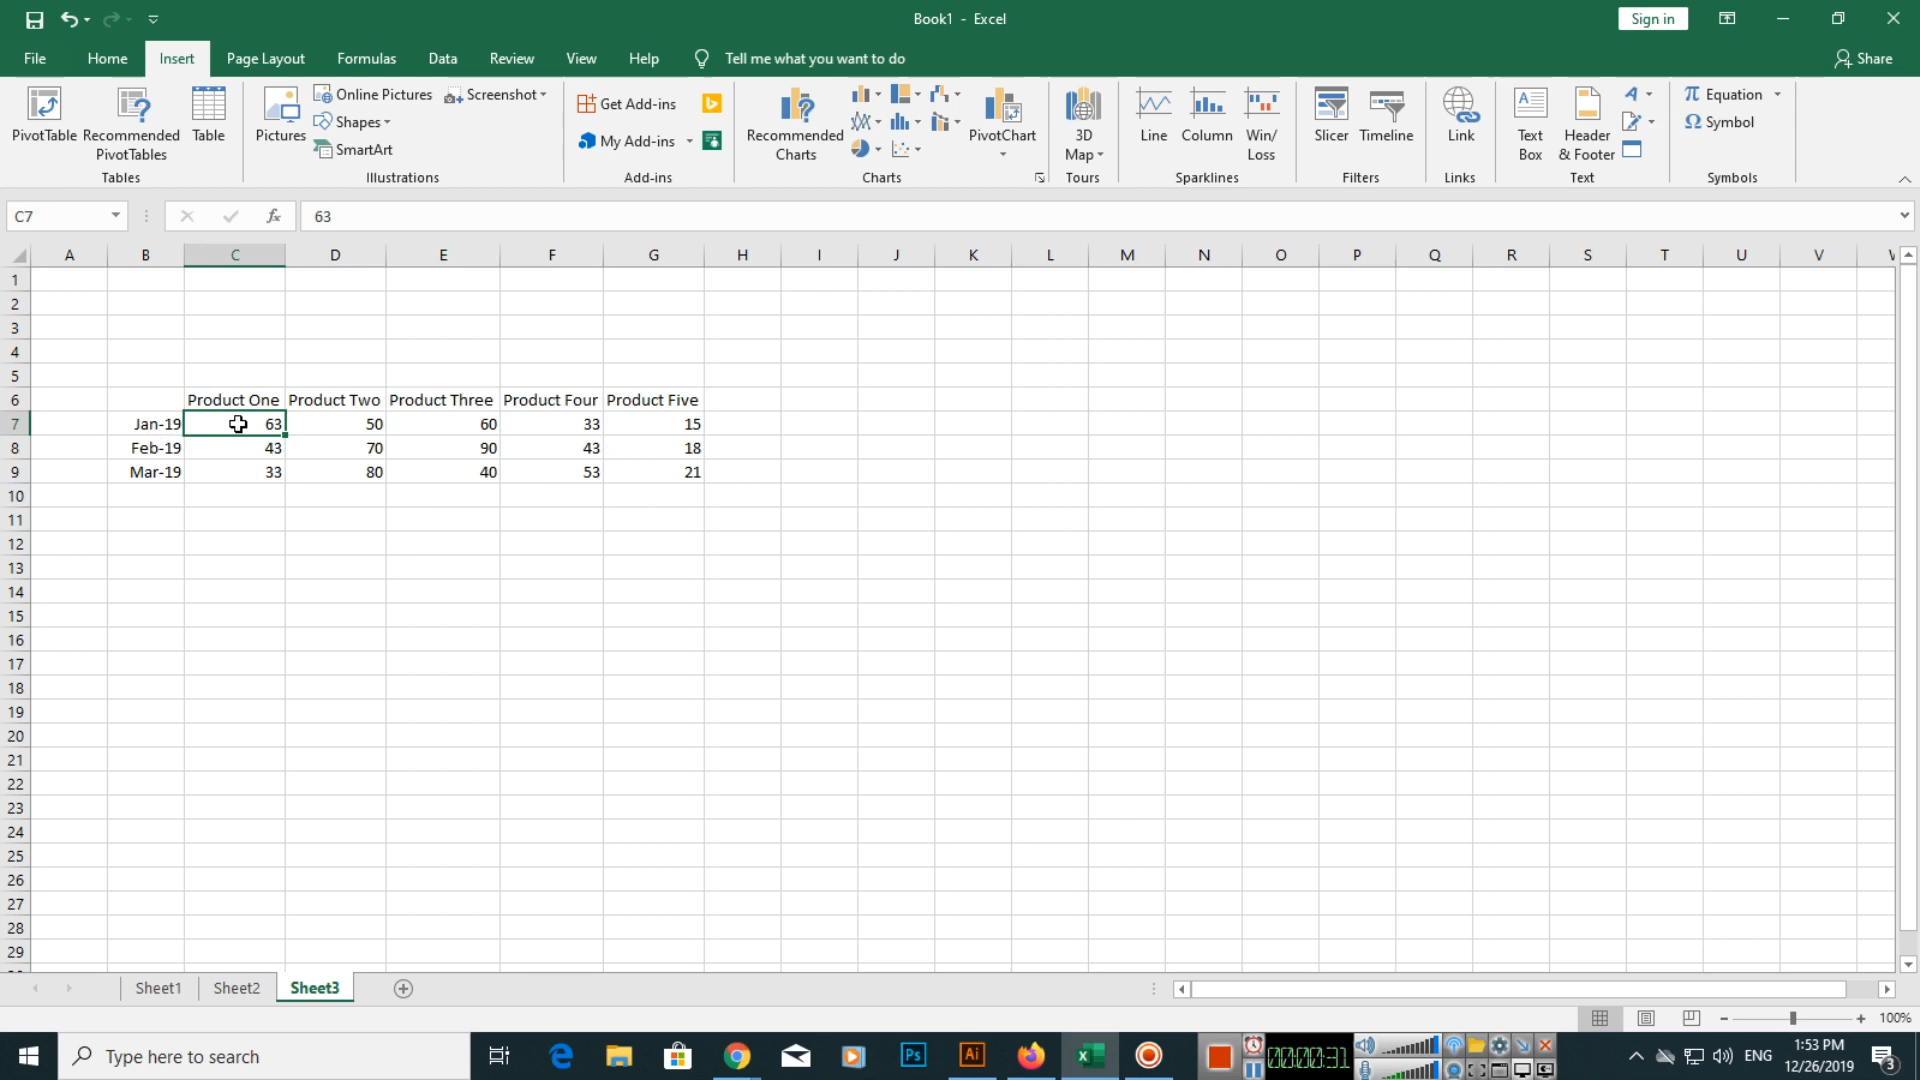 Book1 - Excel
Sign in
File Home Insert Page Layout Formulas Data Review View Help Tell me what you want to do Share
PivotTable
Recommended PivotTables
Table
Tables
Pictures
Online Pictures
Shapes
SmartArt
Screenshot
Illustrations
Get Add-ins
My Add-ins
Add-ins
Recommended Charts
PivotChart
Charts
3D Map
Tours
Line
Column
Win/ Loss
Sparklines
Slicer
Timeline
Filters
Link
Links
Text Box
Header & Footer
Text
Equation
Symbol
Symbols
C7 fx 63
A B C D E F G H I J K L M N O P Q R S T U V
1
2
3
4
5
6 Product One Product Two Product Three Product Four Product Five
7 Jan-19 63 50 60 33 15
8 Feb-19 43 70 90 43 18
9 Mar-19 33 80 40 53 21
10
11
12
13
14
15
16
17
18
19
20
21
22
23
24
25
26
27
28
29
Sheet1 Sheet2 Sheet3
100%
Type here to search
Ps
Ai
00:00:31
ENG
1:53 PM
12/26/2019
3